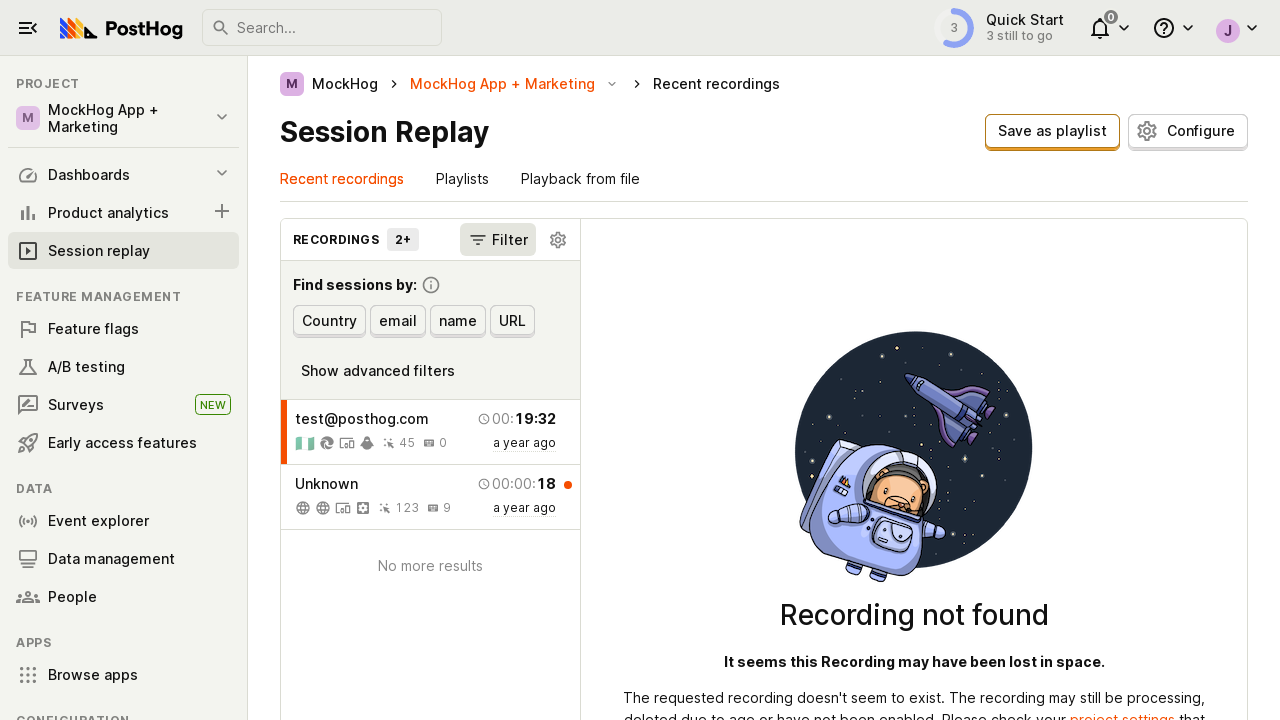 PostHog
Search...
3
Quick Start
3 still to go
0
J
PROJECT
M
MockHog App +
Marketing
Dashboards
Product analytics
Session replay
FEATURE MANAGEMENT
Feature flags
A/B testing
Surveys
NEW
Early access features
DATA
Event explorer
Data management
People
APPS
Browse apps
CONFIGURATION
M MockHog MockHog App + Marketing Recent recordings
Session Replay
Save as playlist
Configure
Recent recordings
Playlists
Playback from file
RECORDINGS 2+
Filter
Find sessions by:
Country email name URL
Show advanced filters
test@posthog.com 00:19:32
45 0 a year ago
Unknown 00:00:18
123 9 a year ago
No more results
Recording not found
It seems this Recording may have been lost in space.
The requested recording doesn't seem to exist. The recording may still be processing,
deleted due to age or have not been enabled. Please check your project settings that